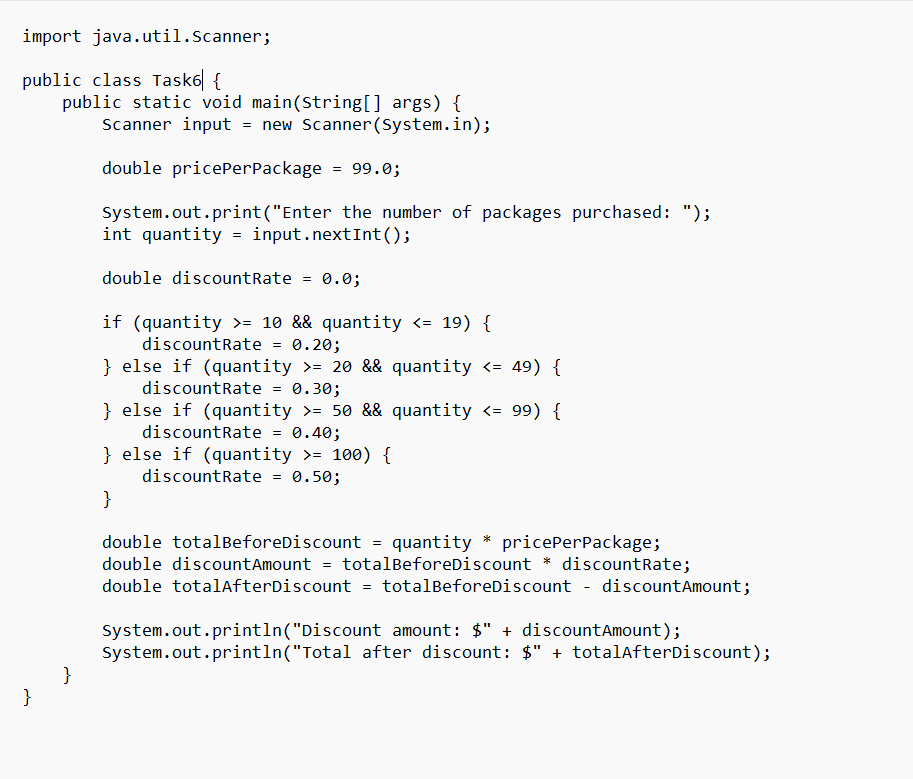 import java.util.Scanner;
public class Task6 {
    public static void main(String[] args) {
        Scanner input = new Scanner(System.in);
        double pricePerPackage = 99.0;
        System.out.print("Enter the number of packages purchased: ");
        int quantity = input.nextInt();
        double discountRate = 0.0;
        if (quantity >= 10 && quantity <= 19) {
            discountRate = 0.20;
        } else if (quantity >= 20 && quantity <= 49) {
            discountRate = 0.30;
        } else if (quantity >= 50 && quantity <= 99) {
            discountRate = 0.40;
        } else if (quantity >= 100) {
            discountRate = 0.50;
        }
        double totalBeforeDiscount = quantity * pricePerPackage;
        double discountAmount = totalBeforeDiscount * discountRate;
        double totalAfterDiscount = totalBeforeDiscount - discountAmount;
        System.out.println("Discount amount: $" + discountAmount);
        System.out.println("Total after discount: $" + totalAfterDiscount);
    }
}